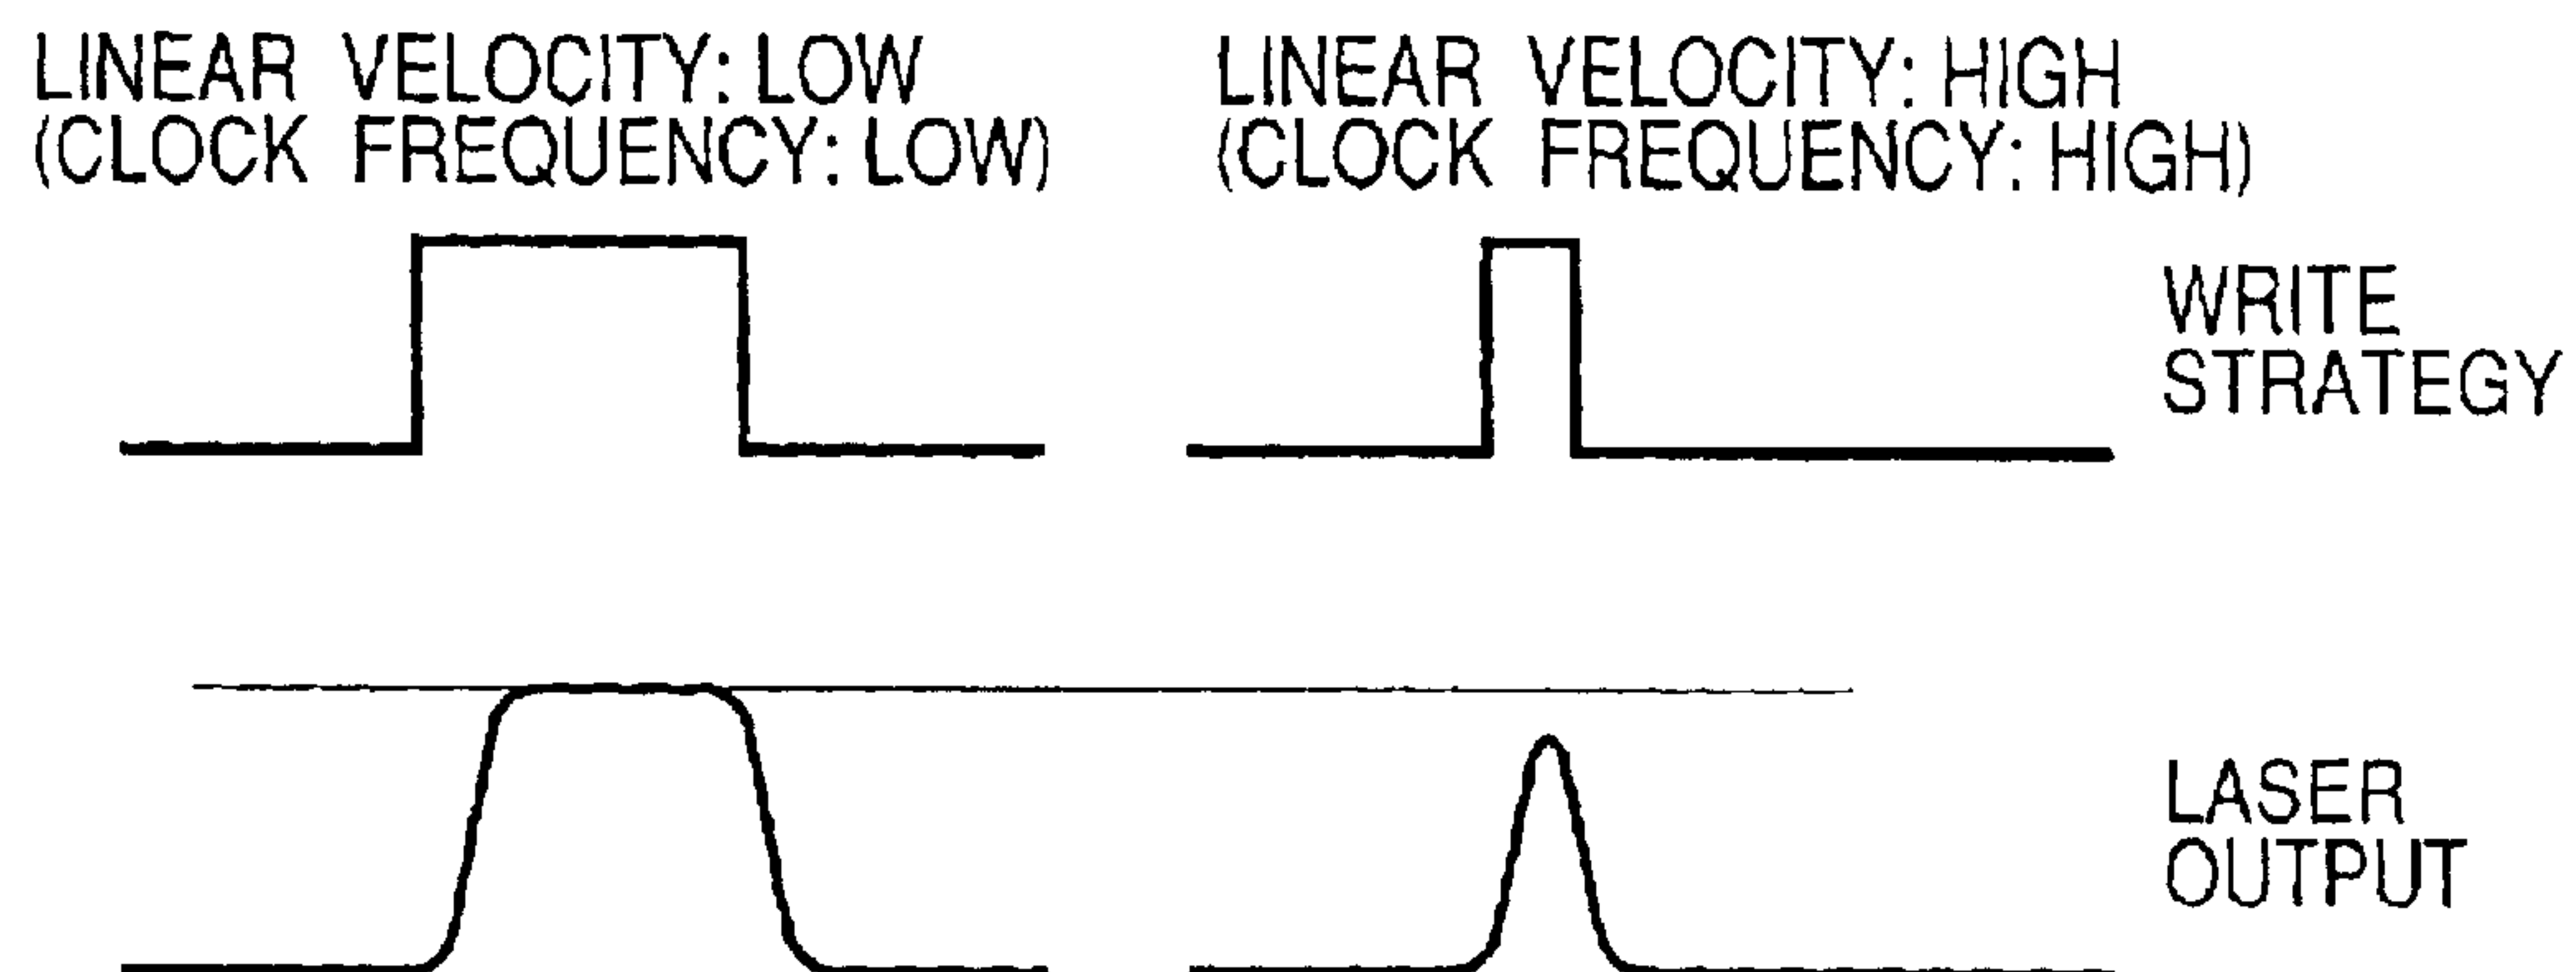 LINEAR VELOCITY: LOW
(CLOCK FREQUENCY: LOW)
LINEAR VELOCITY: HIGH
(CLOCK FREQUENCY: HIGH)
WRITE
STRATEGY
LASER
OUTPUT